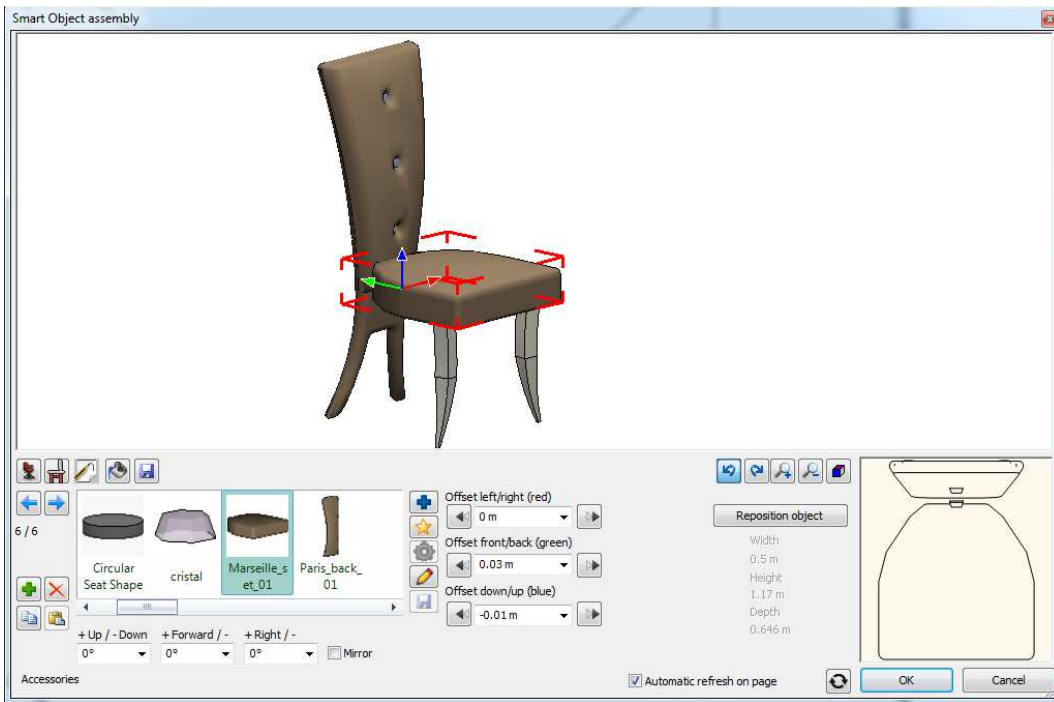 Smart Object assembly
6 / 6
Circular
Seat Shape
cristal
Marseille_s
et_01
Paris_back_
01
+ Up / - Down
+ Forward / -
+ Right / -
0°
0°
0°
Mirror
Offset left/right (red)
0 m
Offset front/back (green)
0.03 m
Offset down/up (blue)
-0.01 m
Reposition object
Width
0.5 m
Height
1.17 m
Depth
0.646 m
Accessories
Automatic refresh on page
OK
Cancel